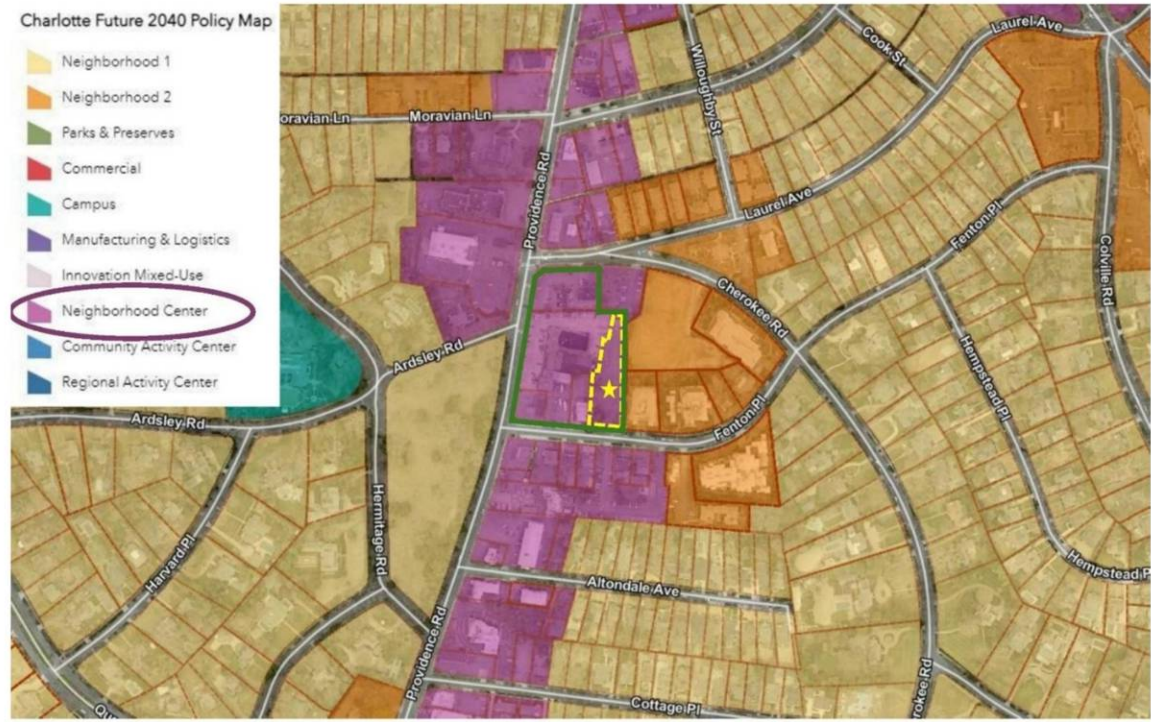 Charlotte Future 2040 Policy Map
Neighborhood 1
Neighborhood 2
Parks & Preserves
Commercial
Campus
Manufacturing & Logistics
Innovation Mixed-Use
Neighborhood Center
Community Activity Center
Regional Activity Center
Laurel Ave
Cook St
Willoughby St
oravian Ln
Moravian Ln
Providence Rd
Laurel Ave
Fenton Pl
Colville Rd
Cherokee Rd
Ardsley Rd
Hempstead Pl
Ardsley Rd
Fenton Pl
Hermitage Rd
Harvard Pl
Hempstead P
Altondale Ave
Providence Rd
Cottage Pl
rokee Rd
Qu